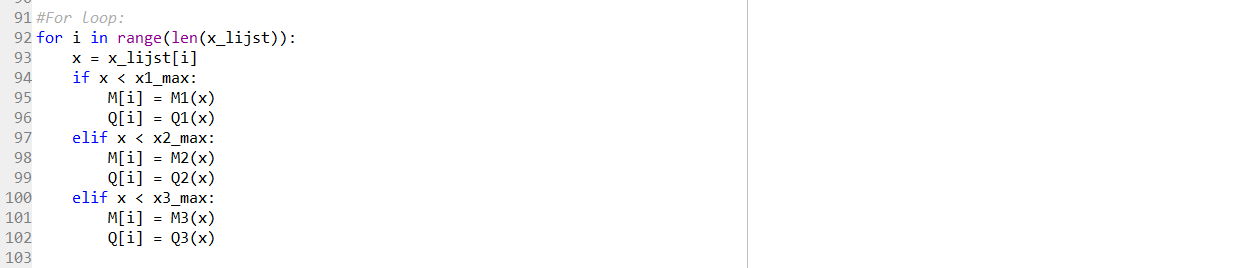 91 #For loop:
92 for i in range(len(x_lijst)):
93     x = x_lijst[i]
94     if x < x1_max:
95         M[i] = M1(x)
96         Q[i] = Q1(x)
97     elif x < x2_max:
98         M[i] = M2(x)
99         Q[i] = Q2(x)
100     elif x < x3_max:
101         M[i] = M3(x)
102         Q[i] = Q3(x)
103